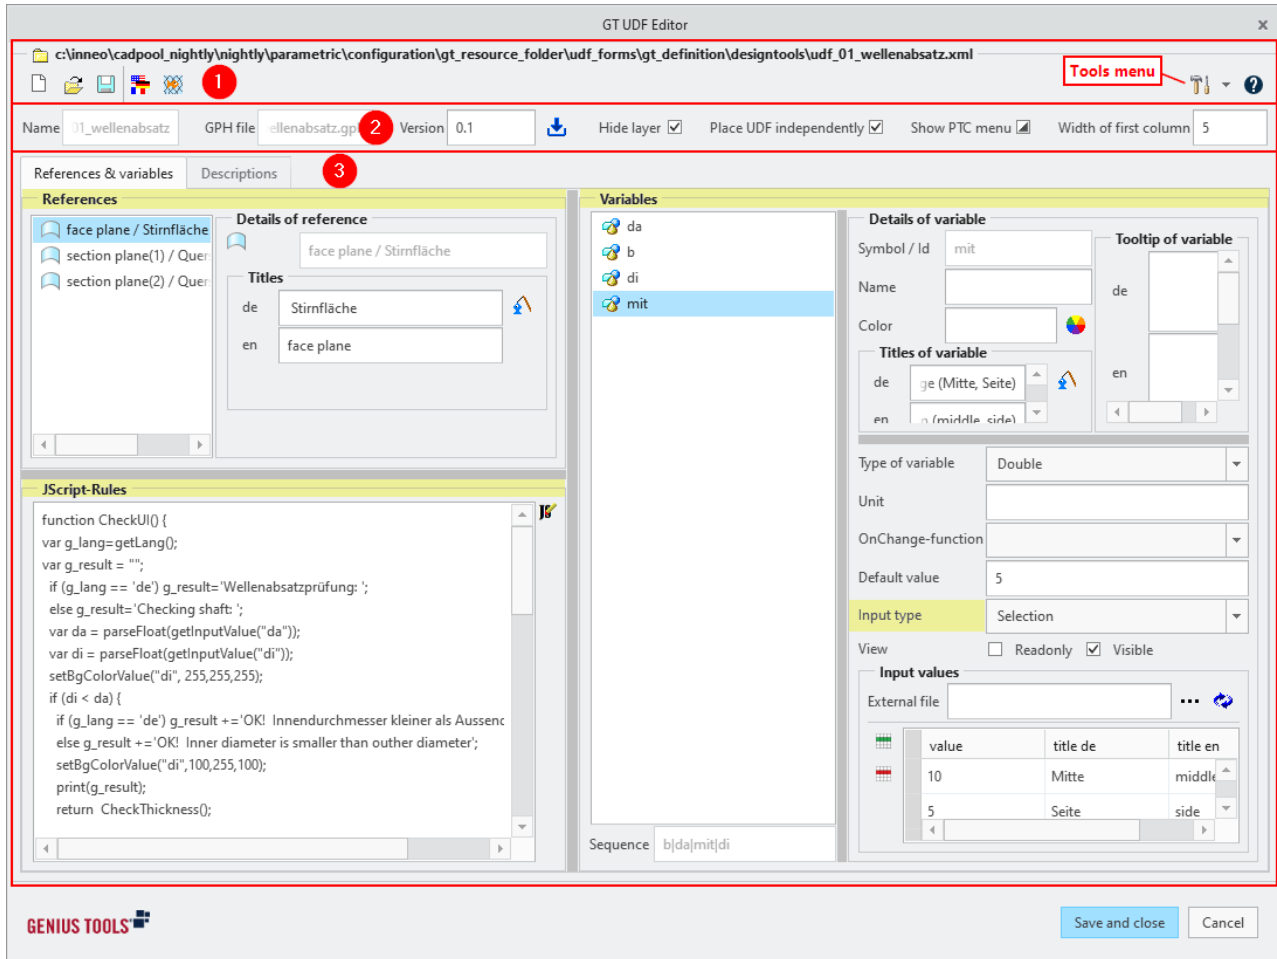 GT UDF Editor
c:\inneo\cadpool_nightly\nightly\parametric\configuration\gt_resource_folder\udf_forms\gt_definition\designtools\udf_01_wellenabsatz.xml
1
Tools menu
Name 01_wellenabsatz GPH file ellenabsatz.gp 2 Version 0.1 Hide layer Place UDF independently Show PTC menu Width of first column 5
References & variables Descriptions 3
References
face plane / Stirnfläche
section plane(1) / Quer
section plane(2) / Quer
Details of reference
face plane / Stirnfläche
Titles
de Stirnfläche
en face plane
JScript-Rules
function CheckUI() {
var g_lang=getLang();
var g_result = "";
if (g_lang == 'de') g_result='Wellenabsatzprüfung: ';
else g_result='Checking shaft: ';
var da = parseFloat(getInputValue("da"));
var di = parseFloat(getInputValue("di"));
setBgColorValue("di", 255,255,255);
if (di < da) {
if (g_lang == 'de') g_result +='OK!  Innendurchmesser kleiner als Aussenc
else g_result +='OK!  Inner diameter is smaller than outher diameter';
setBgColorValue("di",100,255,100);
print(g_result);
return  CheckThickness();
Variables
da
b
di
mit
Sequence b|da|mit|di
Details of variable
Symbol / Id mit
Name
Color
Titles of variable
de ge (Mitte, Seite)
en n (middle, side)
Tooltip of variable
de
en
Type of variable Double
Unit
OnChange-function
Default value 5
Input type Selection
View Readonly Visible
Input values
External file
value title de title en
10 Mitte middle
5 Seite side
GENIUS TOOLS
Save and close Cancel